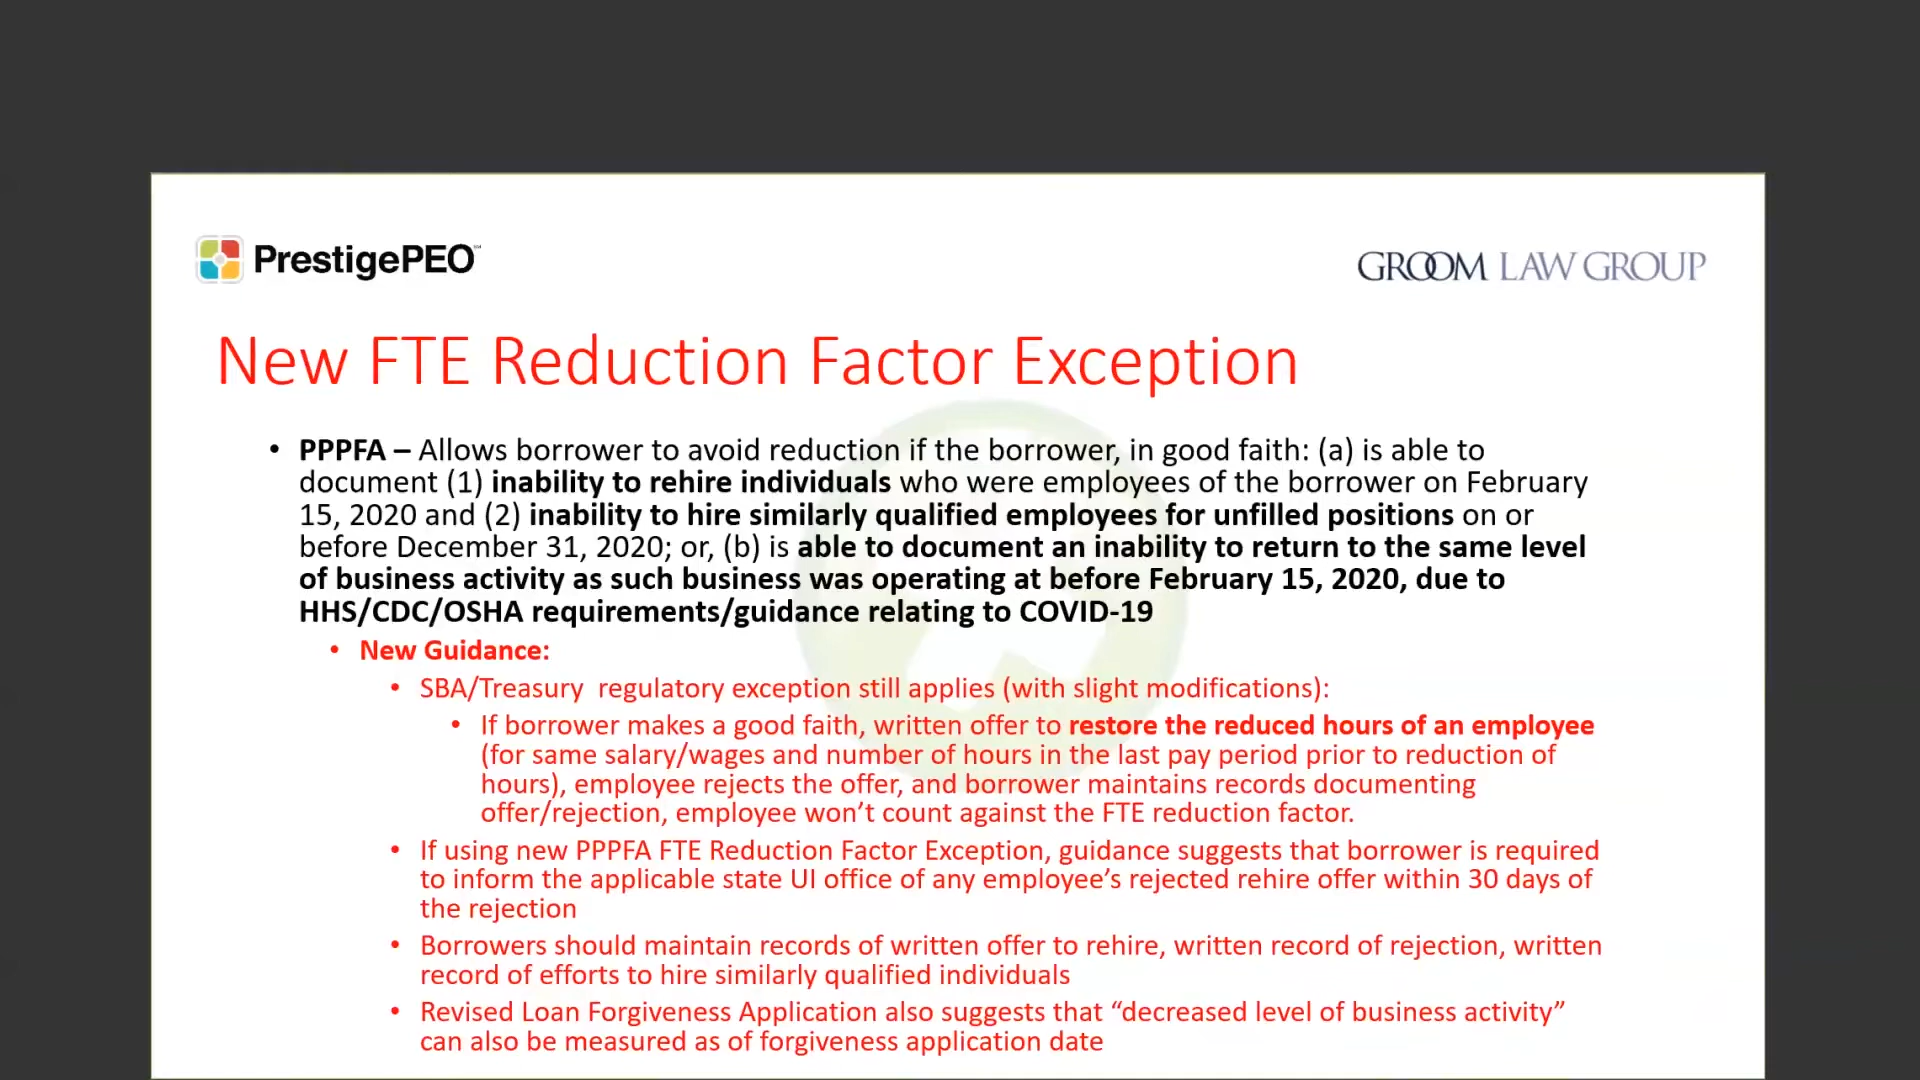 PrestigePEO
GROOM LAW GROUP
New FTE Reduction Factor Exception
• PPPFA – Allows borrower to avoid reduction if the borrower, in good faith: (a) is able to
document (1) inability to rehire individuals who were employees of the borrower on February
15, 2020 and (2) inability to hire similarly qualified employees for unfilled positions on or
before December 31, 2020; or, (b) is able to document an inability to return to the same level
of business activity as such business was operating at before February 15, 2020, due to
HHS/CDC/OSHA requirements/guidance relating to COVID-19
• New Guidance:
• SBA/Treasury regulatory exception still applies (with slight modifications):
• If borrower makes a good faith, written offer to restore the reduced hours of an employee
(for same salary/wages and number of hours in the last pay period prior to reduction of
hours), employee rejects the offer, and borrower maintains records documenting
offer/rejection, employee won’t count against the FTE reduction factor.
• If using new PPPFA FTE Reduction Factor Exception, guidance suggests that borrower is required
to inform the applicable state UI office of any employee’s rejected rehire offer within 30 days of
the rejection
• Borrowers should maintain records of written offer to rehire, written record of rejection, written
record of efforts to hire similarly qualified individuals
• Revised Loan Forgiveness Application also suggests that “decreased level of business activity”
can also be measured as of forgiveness application date